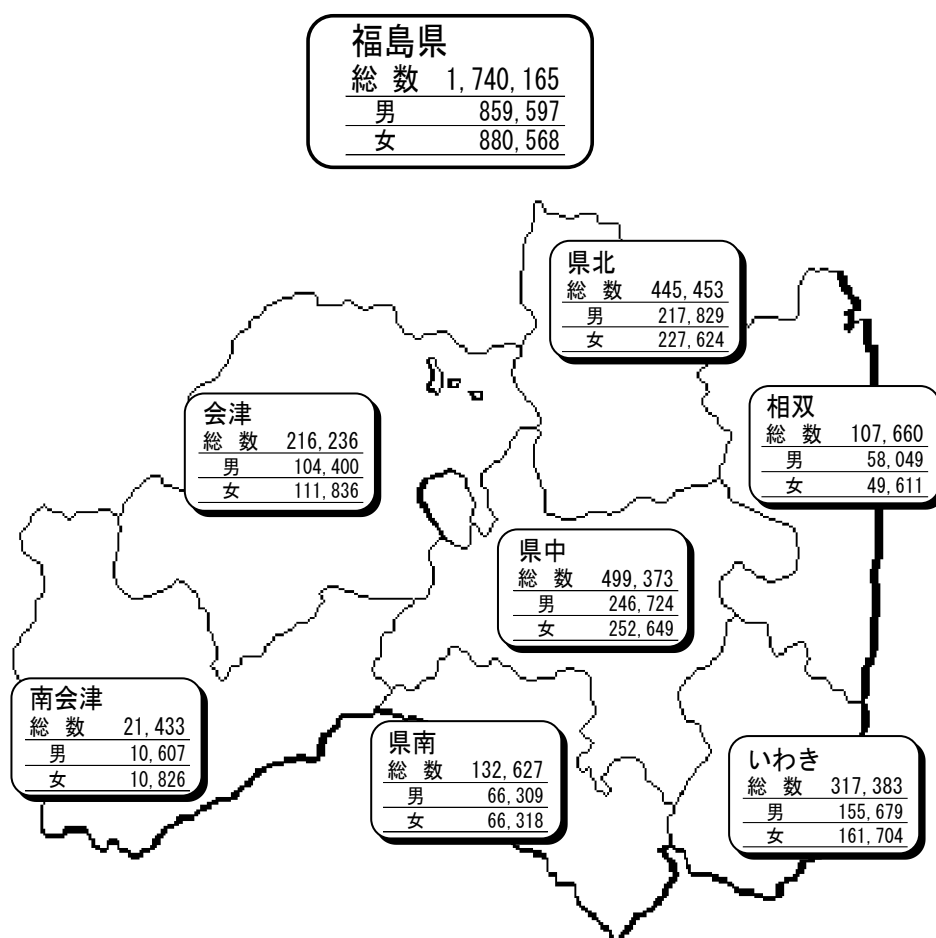 福島県
総 数 1,740,165
男 859,597
女 880,568
県北
総 数 445,453
男 217,829
女 227,624
会津
総 数 216,236
男 104,400
女 111,836
相双
総 数 107,660
男 58,049
女 49,611
県中
総 数 499,373
男 246,724
女 252,649
南会津
総 数 21,433
男 10,607
女 10,826
県南
総 数 132,627
男 66,309
女 66,318
いわき
総 数 317,383
男 155,679
女 161,704